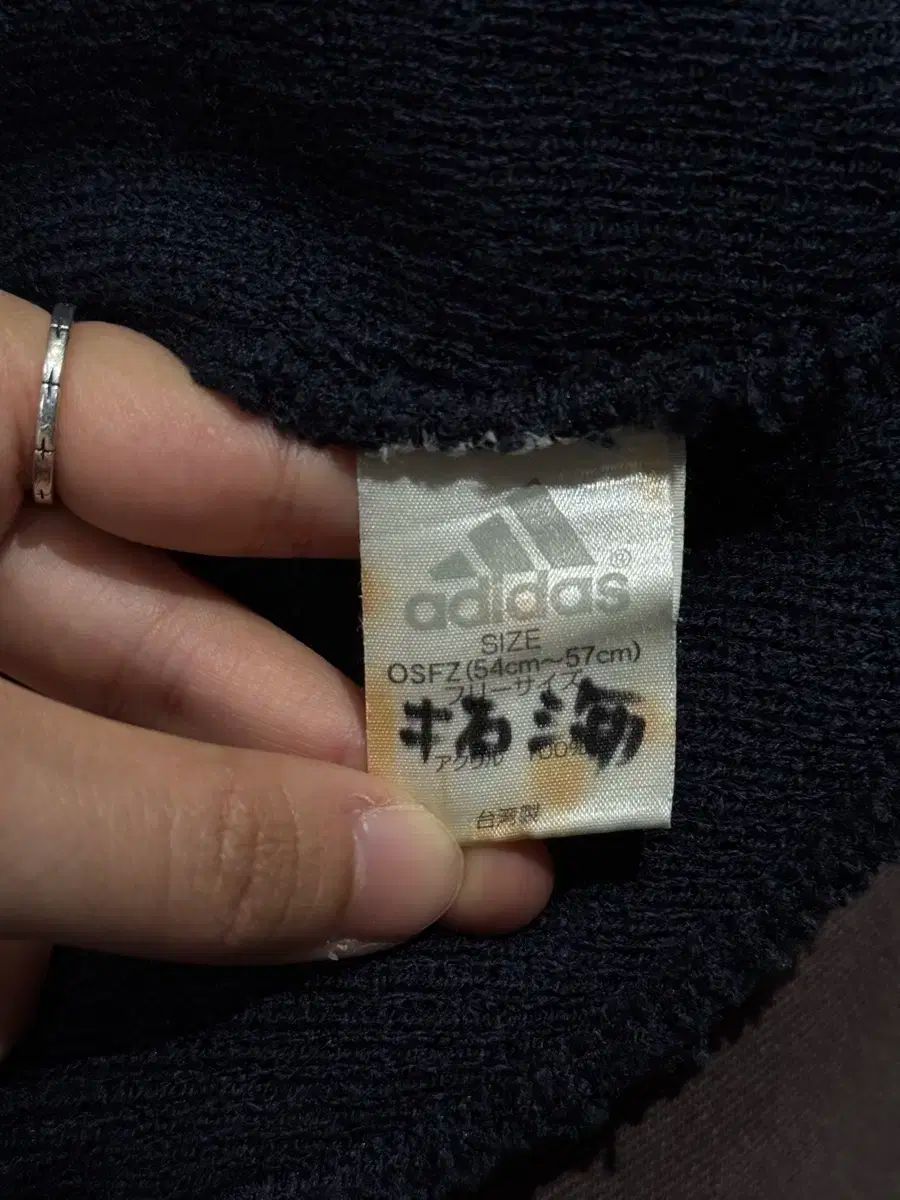 adidas®
SIZE
OSFZ(54cm～57cm)
フリーサイズ
拓海
アクリル 100%
台湾製